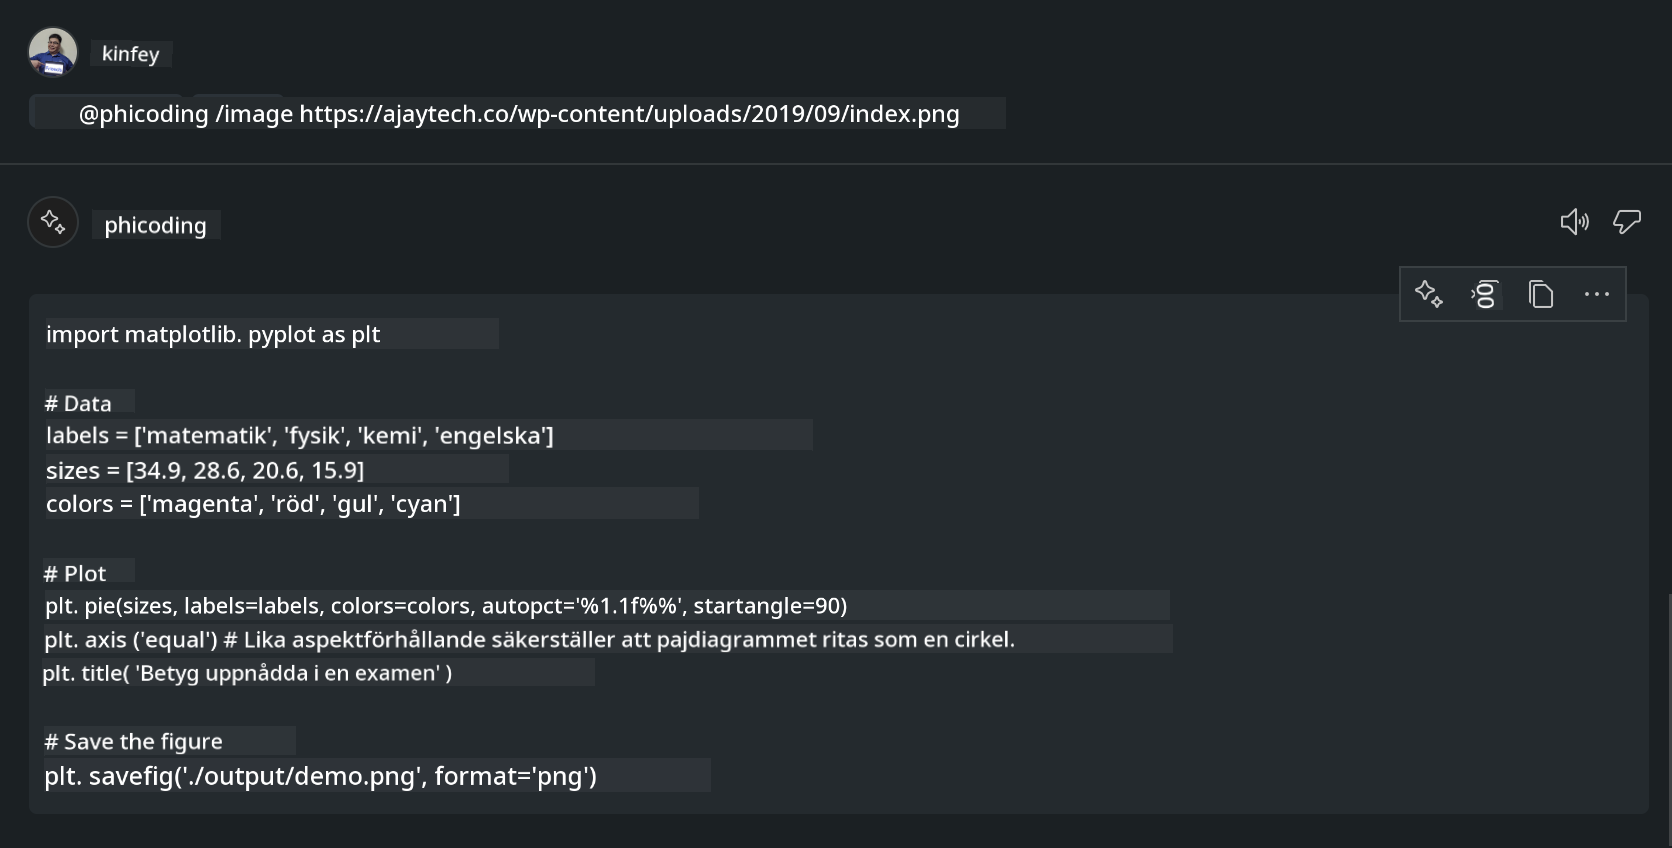 kinfey
@phicoding /image https://ajaytech.co/wp-content/uploads/2019/09/index.png
phicoding
import matplotlib. pyplot as plt
# Data
labels = ['matematik', 'fysik', 'kemi', 'engelska']
sizes = [34.9, 28.6, 20.6, 15.9]
colors = ['magenta', 'röd', 'gul', 'cyan']
# Plot
plt. pie(sizes, labels=labels, colors=colors, autopct='%1.1f%%', startangle=90)
plt. axis ('equal') # Lika aspektförhållande säkerställer att pajdiagrammet ritas som en cirkel.
plt. title( 'Betyg uppnådda i en examen' )
# Save the figure
plt. savefig('./output/demo.png', format='png')